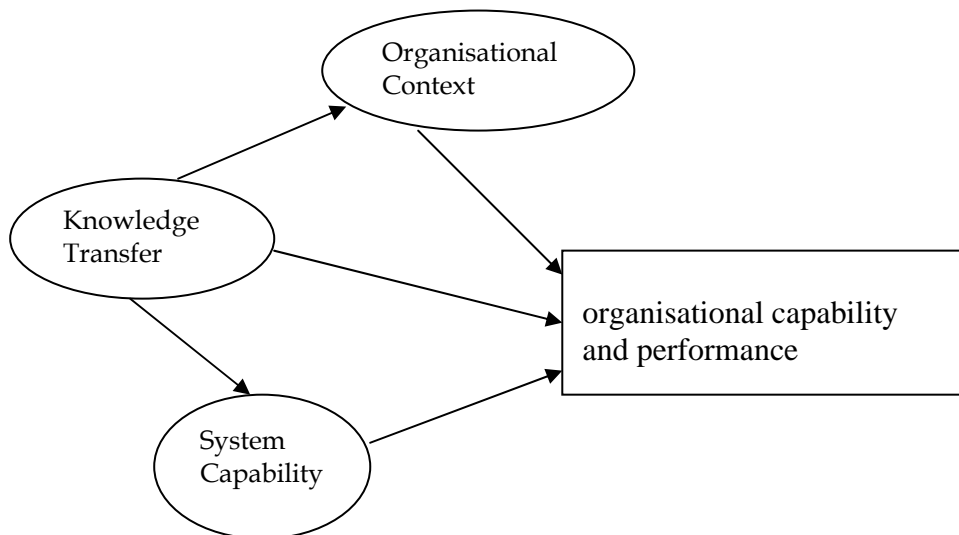 Organisational
Context
Knowledge
Transfer
organisational capability
and performance
System
Capability